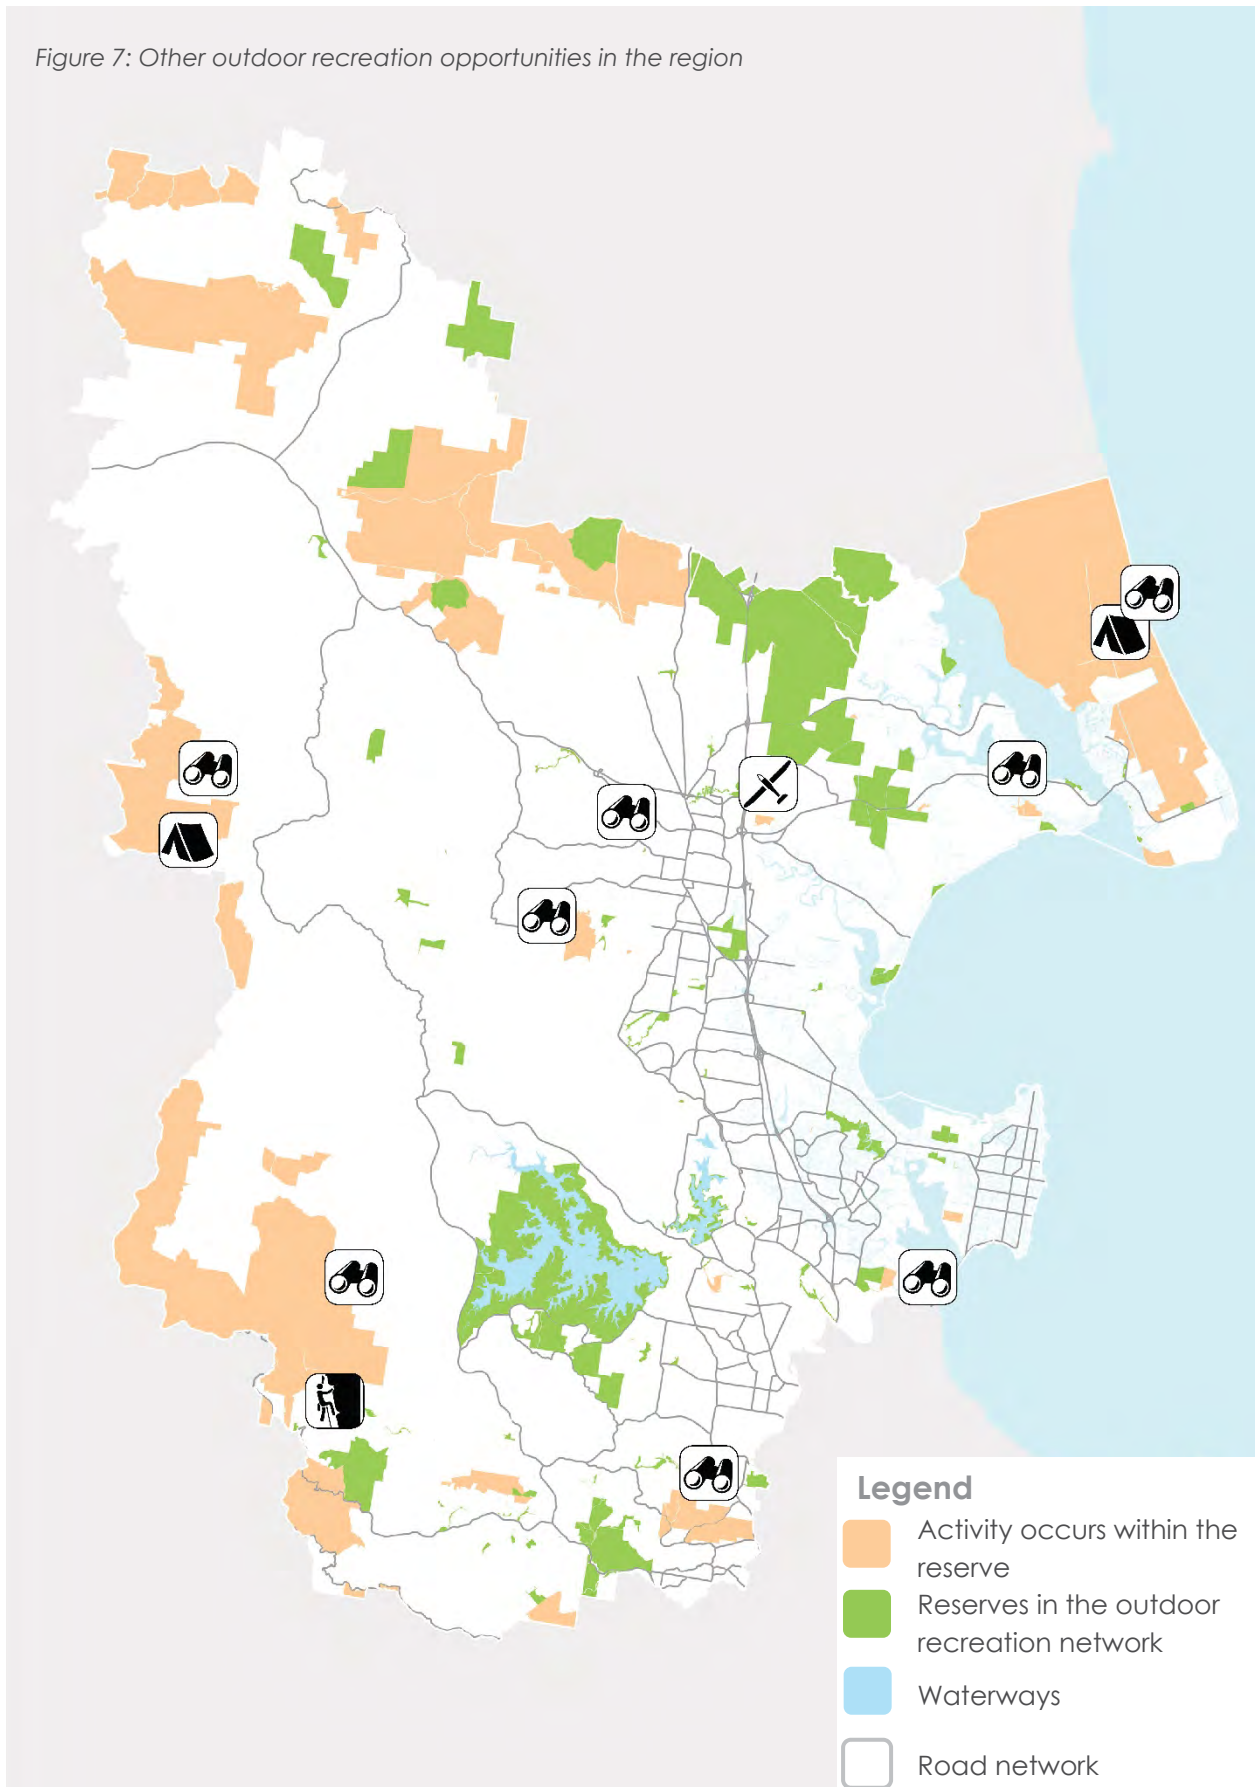 Figure 7: Other outdoor recreation opportunities in the region
Legend
Activity occurs within the
reserve
Reserves in the outdoor
recreation network
Waterways
Road network